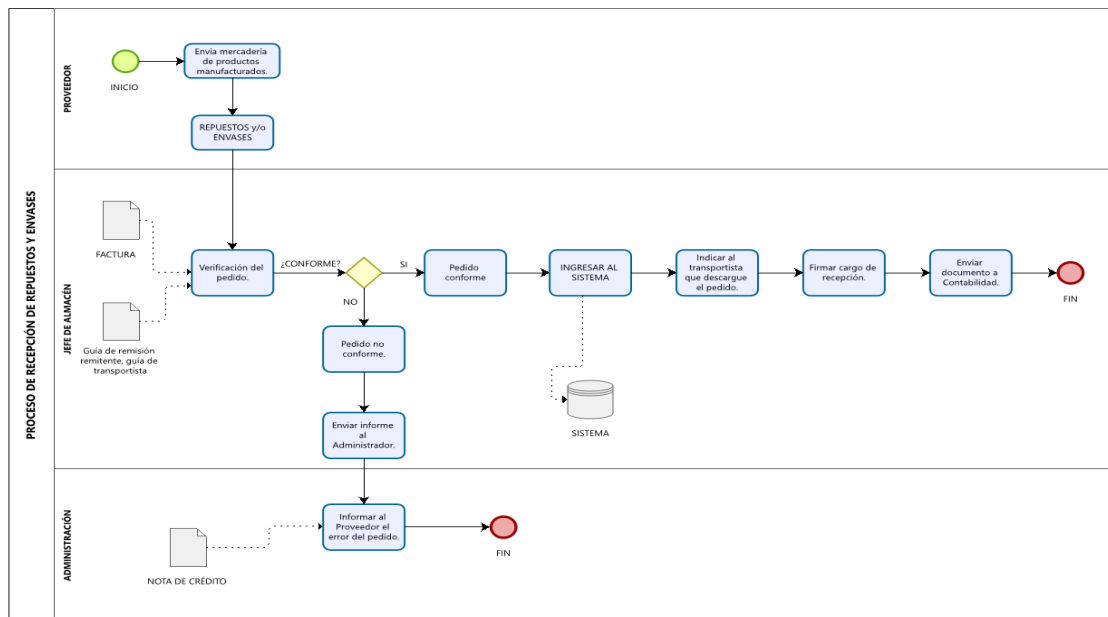 PROCESO DE RECEPCIÓN DE REPUESTOS Y ENVASES
PROVEEDOR
INICIO
Envía mercadería
de productos
manufacturados.
REPUESTOS y/o
ENVASES
JEFE DE ALMACÉN
FACTURA
Guía de remisión
remitente, guía de
transportista
Verificación del
pedido.
¿CONFORME?
SI
NO
Pedido
conforme
INGRESAR AL
SISTEMA
Indicar al
transportista
que descargue
el pedido.
Firmar cargo de
recepción.
Enviar
documento a
Contabilidad.
FIN
Pedido no
conforme.
SISTEMA
Enviar informe
al
Administrador.
ADMINISTRACIÓN
Informar al
Proveedor el
error del pedido.
FIN
NOTA DE CRÉDITO